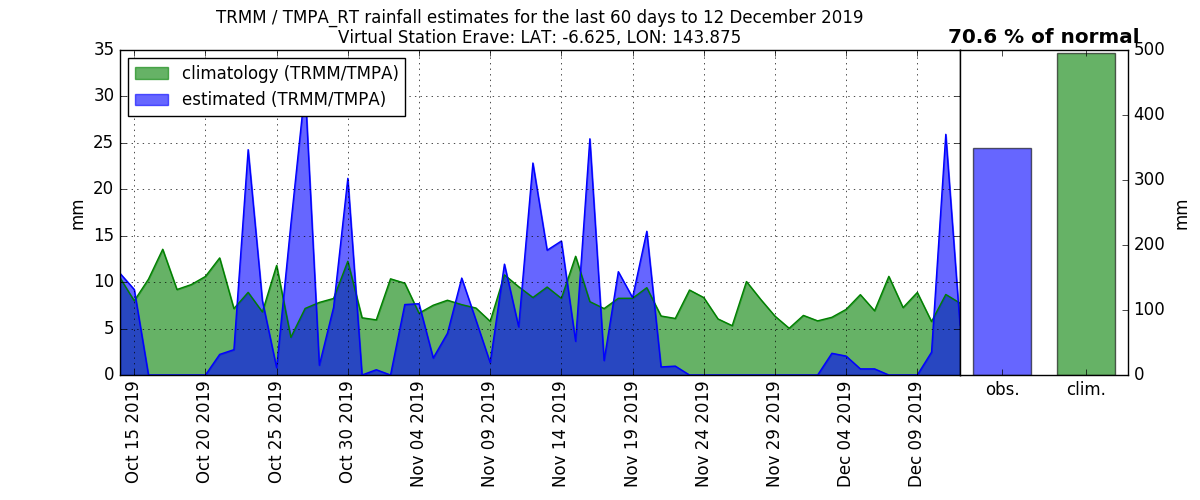 TRMM / TMPA_RT rainfall estimates for the last 60 days to 12 December 2019
Virtual Station Erave: LAT: -6.625, LON: 143.875
70.6 % of normal
climatology (TRMM/TMPA)
estimated (TRMM/TMPA)
35
30
25
20
15
10
5
0
mm
Oct 15 2019
Oct 20 2019
Oct 25 2019
Oct 30 2019
Nov 04 2019
Nov 09 2019
Nov 14 2019
Nov 19 2019
Nov 24 2019
Nov 29 2019
Dec 04 2019
Dec 09 2019
obs.
clim.
500
400
300
200
100
0
mm